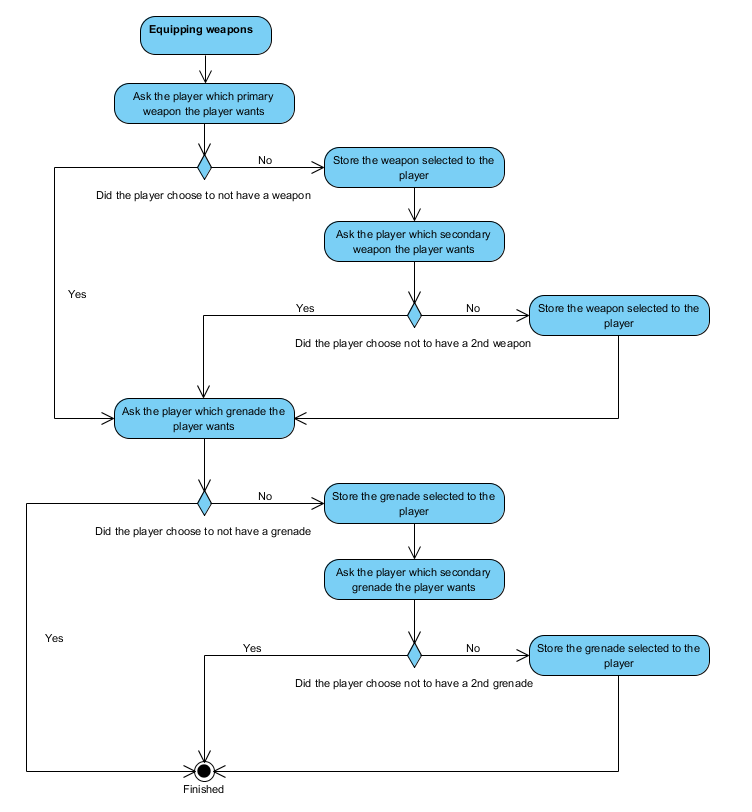 Equipping weapons
Ask the player which primary
weapon the player wants
No
Store the weapon selected to the
player
Did the player choose to not have a weapon
Ask the player which secondary
weapon the player wants
Yes
Yes
No
Store the weapon selected to the
player
Did the player choose not to have a 2nd weapon
Ask the player which grenade the
player wants
No
Store the grenade selected to the
player
Did the player choose to not have a grenade
Ask the player which secondary
grenade the player wants
Yes
Yes
No
Store the grenade selected to the
player
Did the player choose not to have a 2nd grenade
Finished